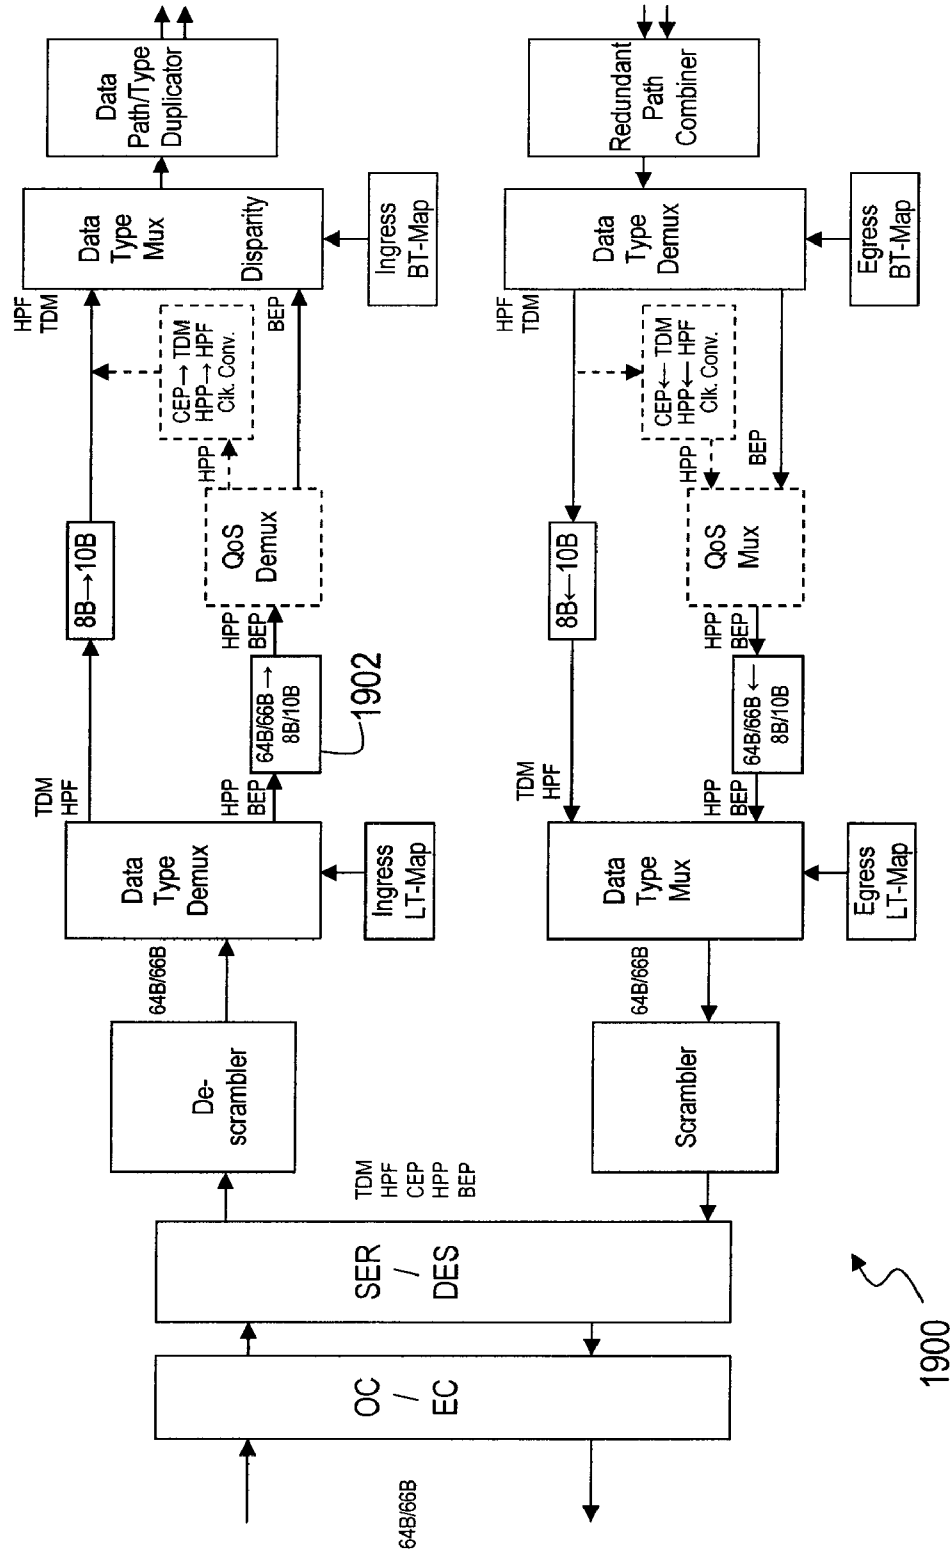 64B/66B
OC
/
EC
SER
/
DES
TDM
HPF
CEP
HPP
BEP
De-
scrambler
64B/66B
Data
Type
Demux
Ingress
LT-Map
TDM
HPF
HPP
BEP
8B→10B
64B/66B →
8B/10B
1902
HPP
BEP
QoS
Demux
HPP
CEP→TDM
HPP→HPF
Clk. Conv.
HPF
TDM
BEP
Data
Type
Mux
Disparity
Ingress
BT-Map
Data
Path/Type
Duplicator
Scrambler
64B/66B
Data
Type
Mux
Egress
LT-Map
TDM
HPF
HPP
BEP
8B←10B
64B/66B ←
8B/10B
HPP
BEP
QoS
Mux
HPP
CEP←TDM
HPP←HPF
Clk. Conv.
HPF
TDM
BEP
Data
Type
Demux
Egress
BT-Map
Redundant
Path
Combiner
1900